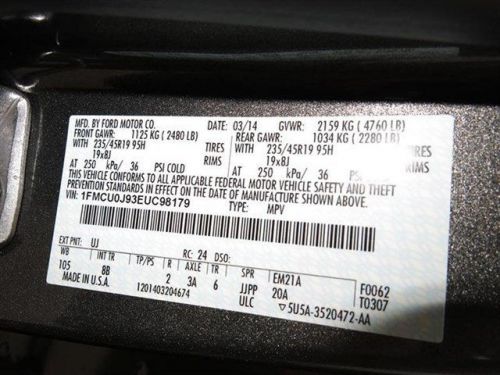 MFD. BY FORD MOTOR CO.
DATE: 03/14 GVWR: 2159 KG ( 4760 LB)
FRONT GAWR: 1125 KG ( 2480 LB) REAR GAWR: 1034 KG ( 2280 LB)
WITH 235/45R19 95H TIRES WITH 235/45R19 95H TIRES
19x8J RIMS 19x8J RIMS
AT 250 kPa/ 36 PSI COLD AT 250 kPa/ 36 PSI COLD
THIS VEHICLE CONFORMS TO ALL APPLICABLE FEDERAL MOTOR VEHICLE SAFETY AND THEFT
PREVENTION STANDARDS IN EFFECT ON THE DATE OF MANUFACTURE SHOWN ABOVE.
VIN: 1FMCU0J93EUC98179
TYPE: MPV
EXT PNT: UJ RC: 24 DSO:
WB INT TR TP/PS R AXLE TR SPR EM21A F0062
105 8B 2 3A 6 JJPP 20A T0307
MADE IN U.S.A. 1201403204674 ULC ▽5U5A-3520472-AA